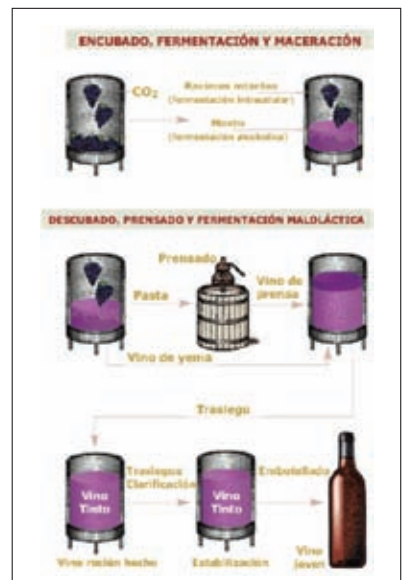 ENCUBADO, FERMENTACIÓN Y MACERACIÓN
CO₂
Racimos enteros
(fermentación intracelular)
Mosto
(fermentación alcohólica)
DESCUBADO, PRENSADO Y FERMENTACIÓN MALOLÁCTICA
Prensado
Pasta
Vino de
prensa
Vino de yema
Trasiego
Trasiegos
Clarificación
Embotellado
Vino
Tinto
Vino
Tinto
Vino recién hecho
Estabilización
Vino
joven